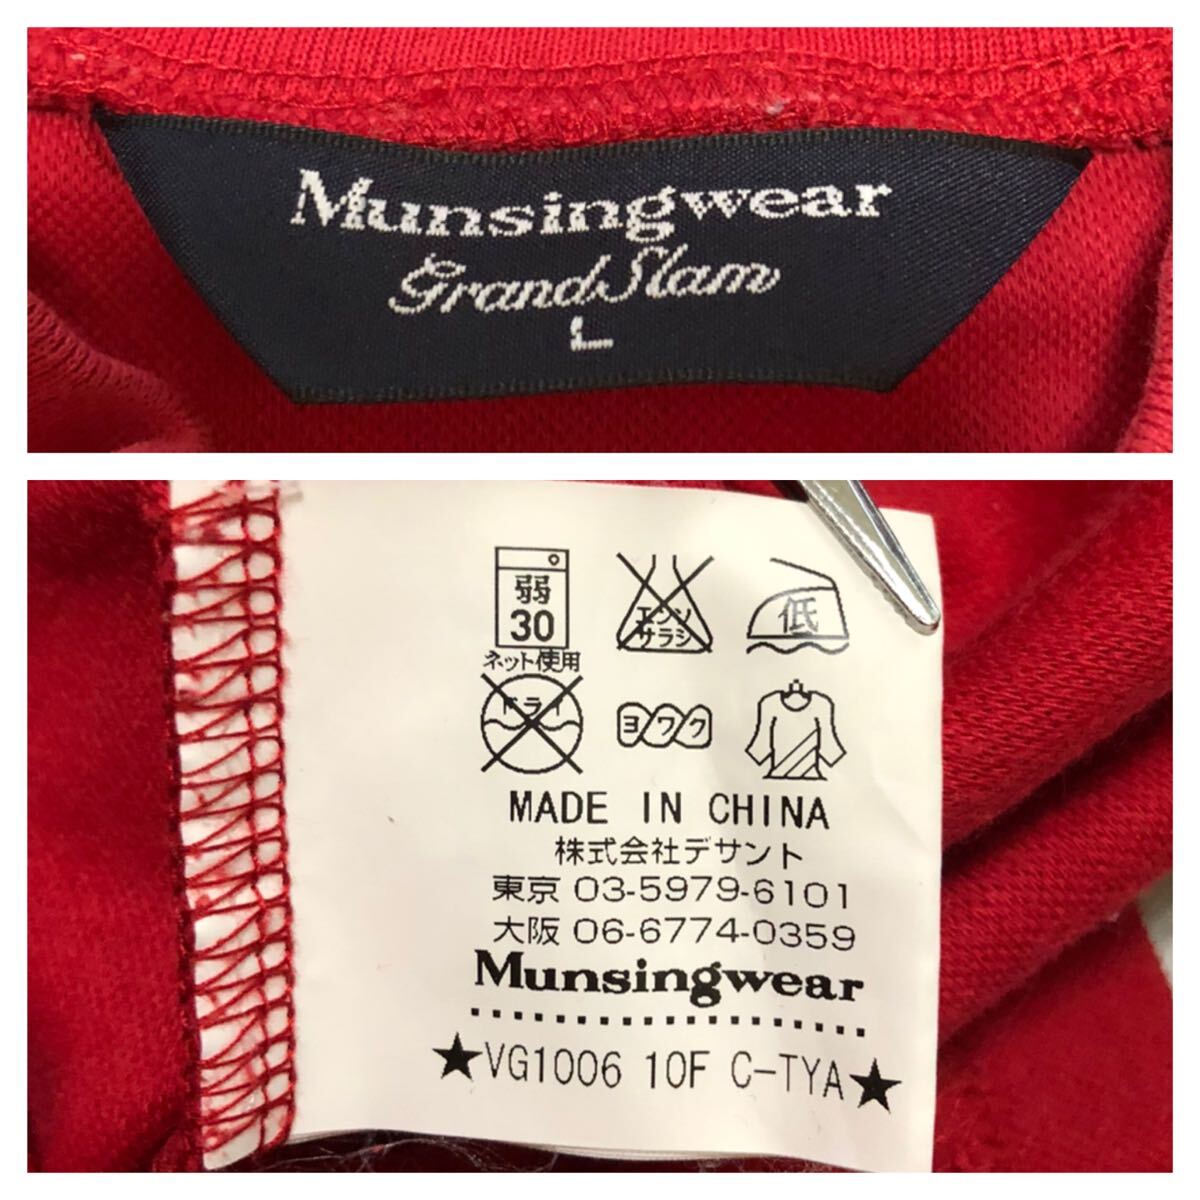 Munsingwear
Grand Slam
L
弱
30
ネット使用
エンソ
サラシ
低
ドライ
ヨワク
MADE IN CHINA
株式会社デサント
東京 03-5979-6101
大阪 06-6774-0359
Munsingwear
★VG1006 10F C-TYA★